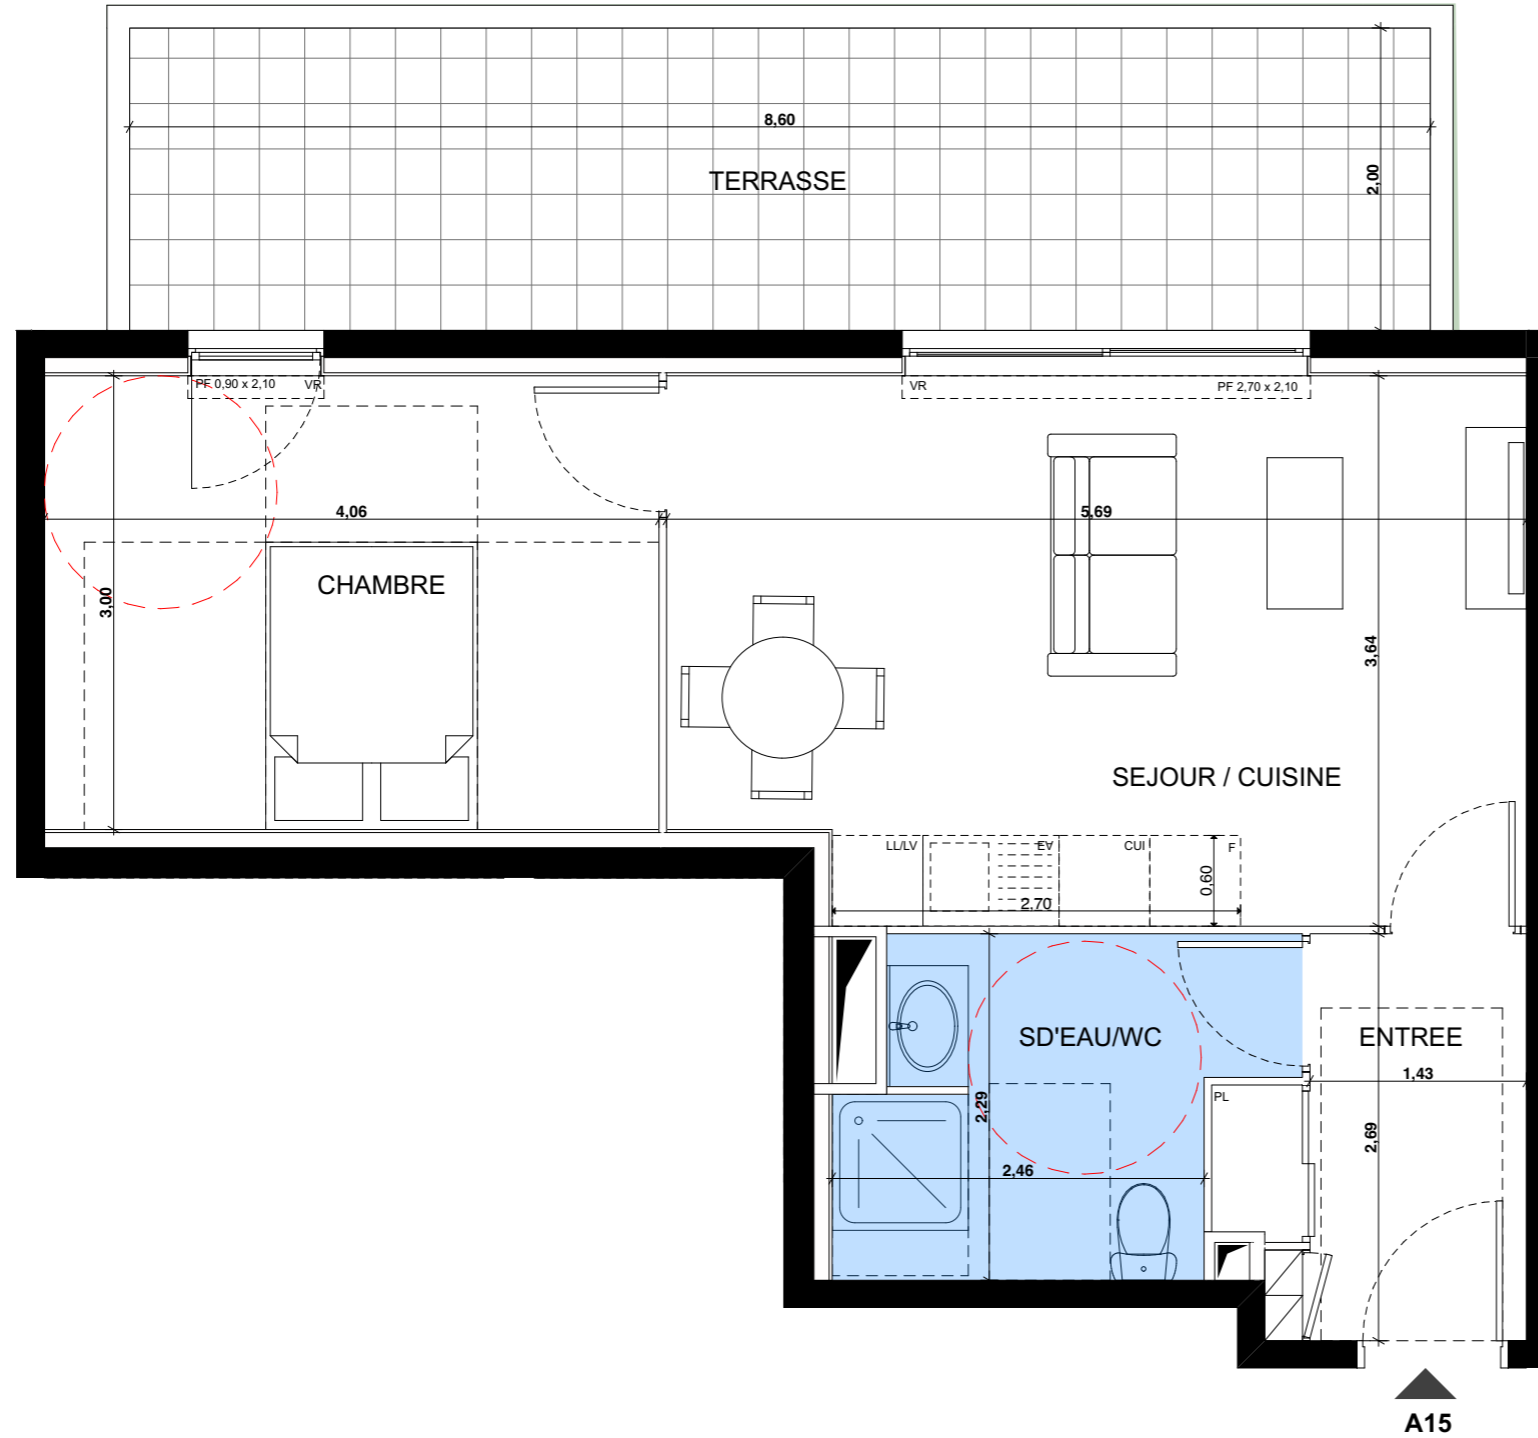 8,60
TERRASSE
2,00
PF 0,90 x 2,10
VR
VR
PF 2,70 x 2,10
4,06
5,69
CHAMBRE
3,00
3,64
SEJOUR / CUISINE
LL/LV
EV
CUI
F
0,60
2,70
SD'EAU/WC
ENTREE
1,43
PL
2,29
2,69
2,46
A15